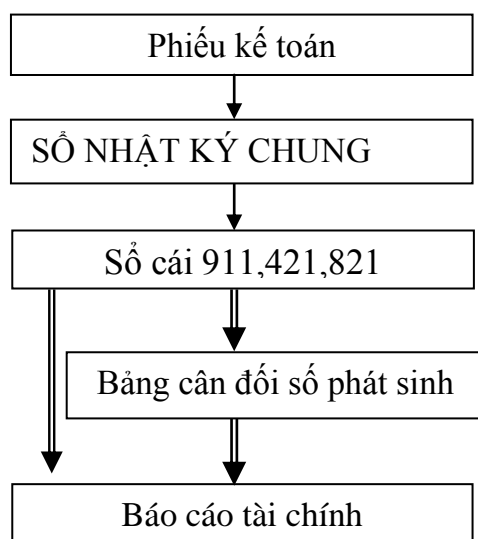 Phiếu kế toán
SỔ NHẬT KÝ CHUNG
Sổ cái 911,421,821
Bảng cân đối số phát sinh
Báo cáo tài chính